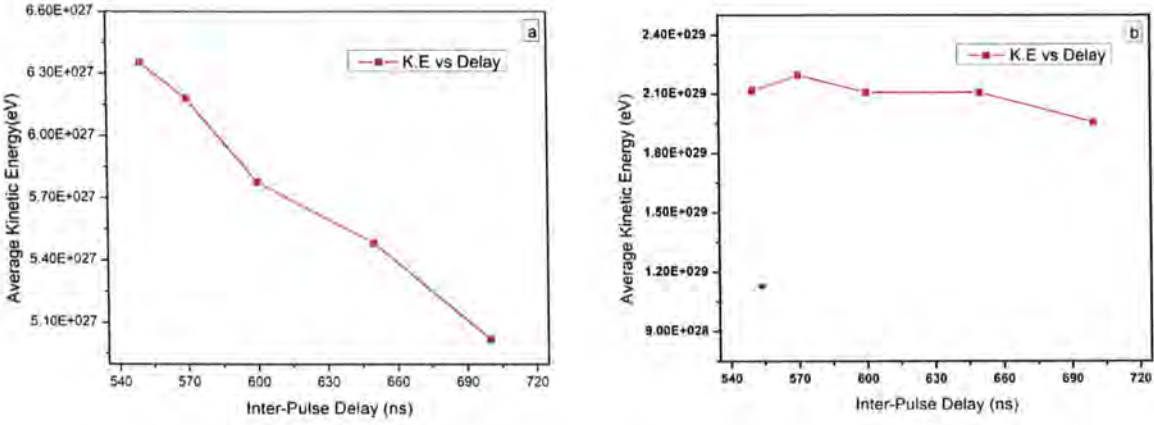 a
K.E vs Delay
6.60E+027
6.30E+027
6.00E+027
5.70E+027
5.40E+027
5.10E+027
Average Kinetic Energy(eV)
540 570 600 630 660 690 720
Inter-Pulse Delay (ns)
b
K.E vs Delay
2.40E+029
2.10E+029
1.80E+029
1.50E+029
1.20E+029
9.00E+028
Average Kinetic Energy (eV)
540 570 600 630 660 690 720
Inter-Pulse Delay (ns)